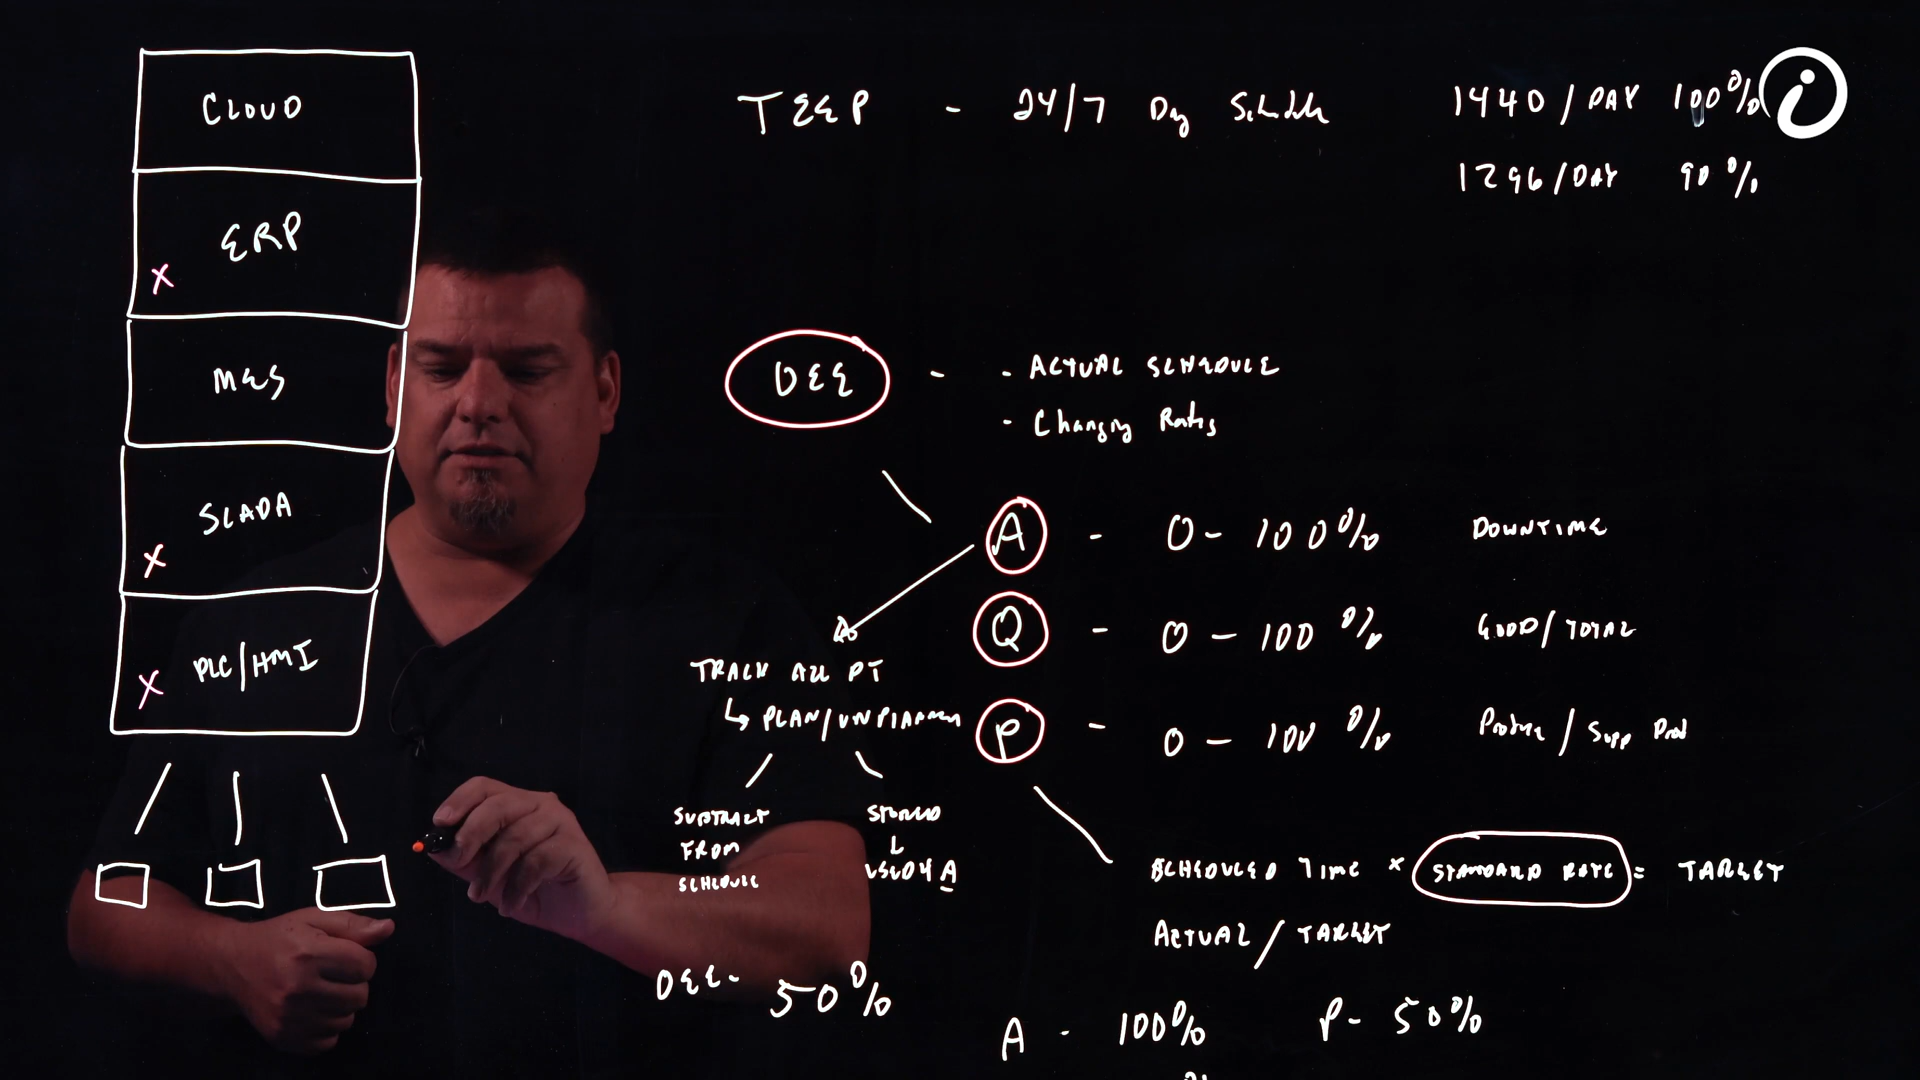 CLOUD
ERP
X
MES
SCADA
X
PLC/HMI
X
TEEP - 24/7 Day Schedule 1440/DAY 100%
1296/DAY 90%
OEE - - ACTUAL SCHEDULE
- Changing Rates
A - 0-100% DOWNTIME
Q - 0-100% GOOD/TOTAL
P - 0-100% / Supp Prod
TRACK ALL DT
↳ PLAN/UNPLANNED
SUBTRACT
FROM
SCHEDULE
STORED
L
USED 4 A
SCHEDULED TIME × STANDARD RATE = TARGET
ACTUAL / TARGET
OEE - 50%
A - 100% P - 50%